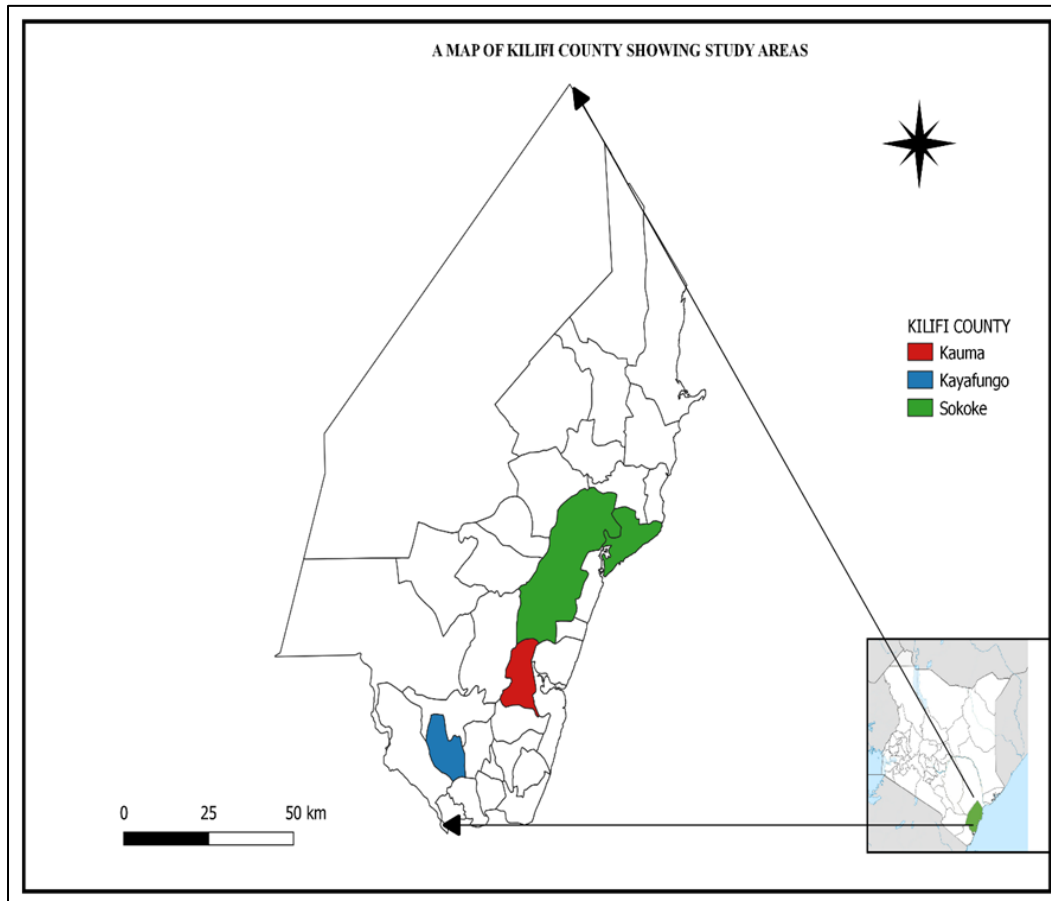 A MAP OF KILIFI COUNTY SHOWING STUDY AREAS
KILIFI COUNTY
Kauma
Kayafungo
Sokoke
0 25 50 km